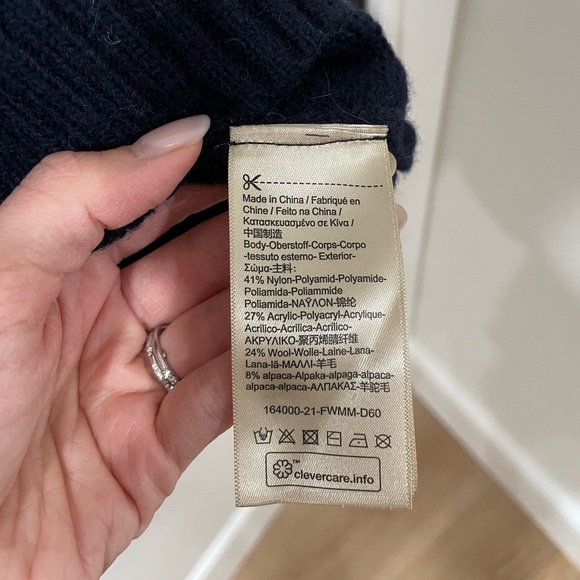 Made in China / Fabriqué en
Chine / Feito na China /
Κατασκευασμένο σε Κίνα /
中国制造
Body-Oberstoff-Corps-Corpo
-tessuto esterno- Exterior-
Σώμα-主料:
41% Nylon-Polyamid-Polyamide-
Poliamida-Poliammide
Poliamida-ΝΑΫΛΟΝ-锦纶
27% Acrylic-Polyacryl-Acrylique-
Acrílico-Acrilica-Acrílico-
ΑΚΡΥΛΙΚΟ-聚丙烯腈纤维
24% Wool-Wolle-Laine-Lana-
Lana-lã-ΜΑΛΛΙ-羊毛
8% alpaca-Alpaka-alpaga-alpaca-
alpaca-alpaca-ΑΛΠΑΚΑΣ-羊驼毛
164000-21-FWMM-D60
™
clevercare.info